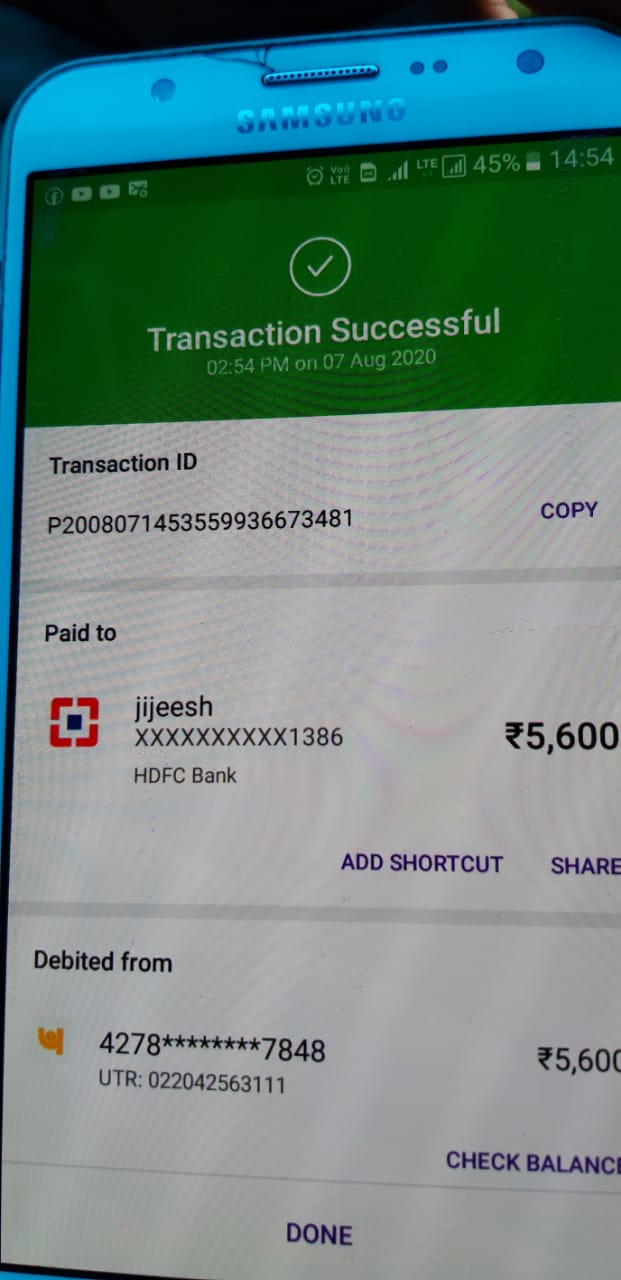 SAMSUNG
Vo)) LTE LTE 45% 14:54
Transaction Successful
02:54 PM on 07 Aug 2020
Transaction ID
P2008071453559936673481 COPY
Paid to
jijeesh
XXXXXXXXXX1386 ₹5,600
HDFC Bank
ADD SHORTCUT SHARE
Debited from
4278********7848 ₹5,600
UTR: 022042563111
CHECK BALANCE
DONE